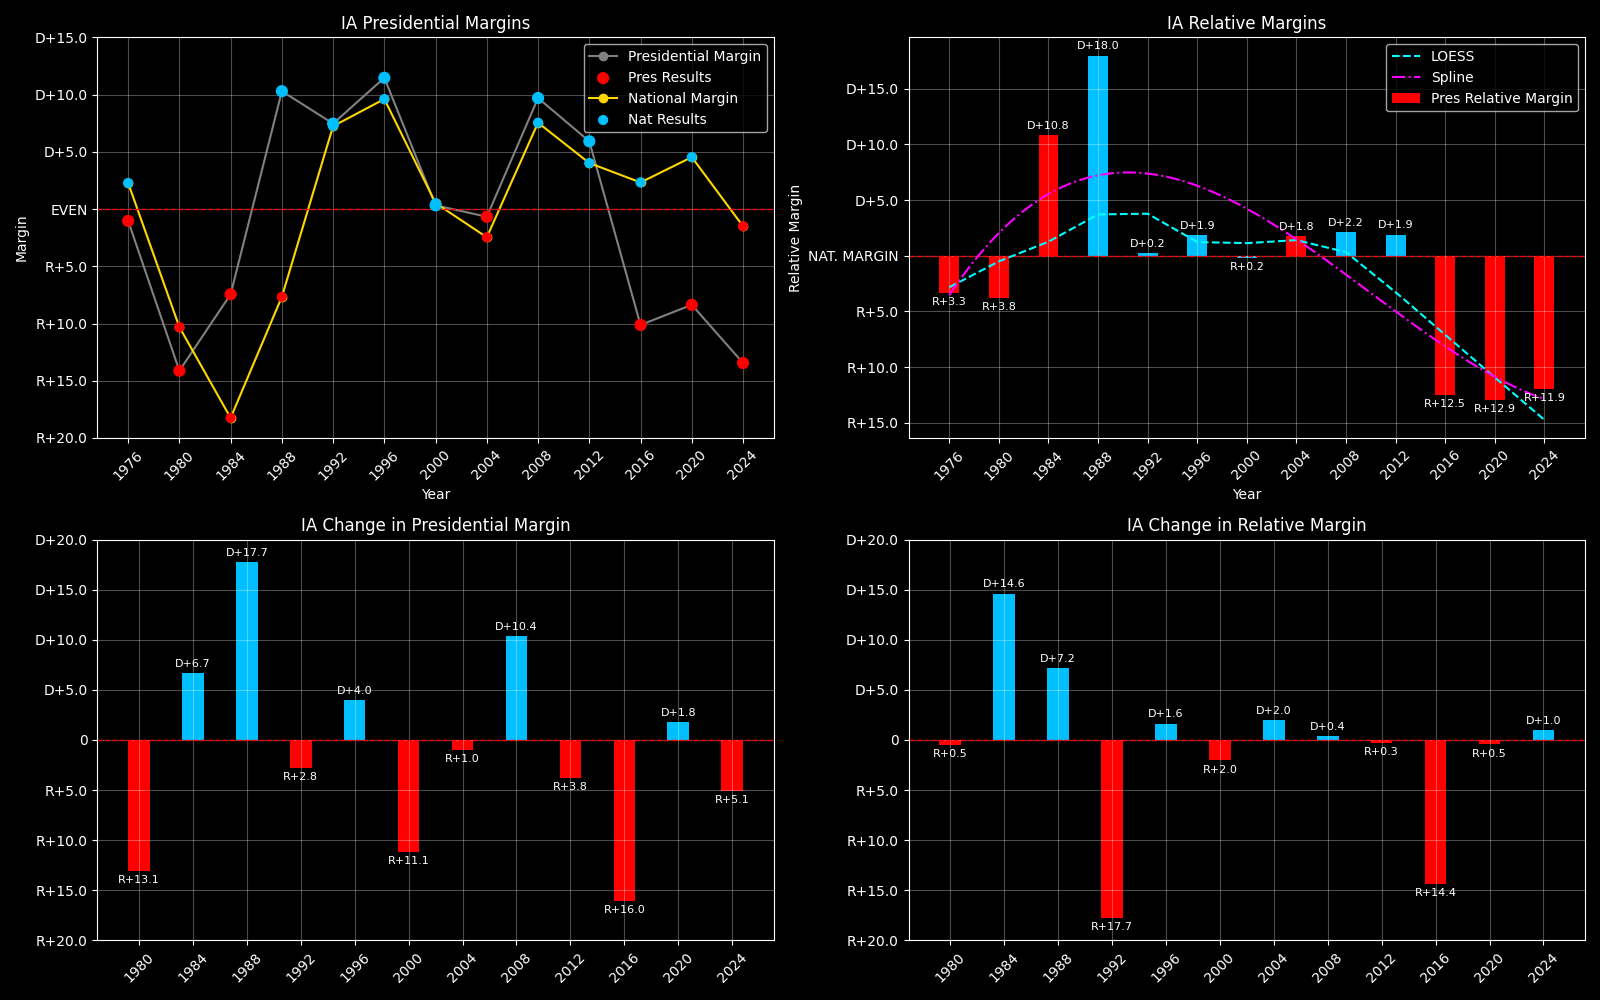 IA Presidential Margins
D+15.0
D+10.0
D+5.0
EVEN
R+5.0
R+10.0
R+15.0
R+20.0
Margin
Presidential Margin
Pres Results
National Margin
Nat Results
1976
1980
1984
1988
1992
1996
2000
2004
2008
2012
2016
2020
2024
Year
IA Relative Margins
D+15.0
D+10.0
D+5.0
NAT. MARGIN
R+5.0
R+10.0
R+15.0
Relative Margin
LOESS
Spline
Pres Relative Margin
R+3.3
R+3.8
D+10.8
D+18.0
D+0.2
D+1.9
R+0.2
D+1.8
D+2.2
D+1.9
R+12.5
R+12.9
R+11.9
1976
1980
1984
1988
1992
1996
2000
2004
2008
2012
2016
2020
2024
Year
IA Change in Presidential Margin
D+20.0
D+15.0
D+10.0
D+5.0
0
R+5.0
R+10.0
R+15.0
R+20.0
R+13.1
D+6.7
D+17.7
R+2.8
D+4.0
R+11.1
R+1.0
D+10.4
R+3.8
R+16.0
D+1.8
R+5.1
1980
1984
1988
1992
1996
2000
2004
2008
2012
2016
2020
2024
IA Change in Relative Margin
D+20.0
D+15.0
D+10.0
D+5.0
0
R+5.0
R+10.0
R+15.0
R+20.0
R+0.5
D+14.6
D+7.2
R+17.7
D+1.6
R+2.0
D+2.0
D+0.4
R+0.3
R+14.4
R+0.5
D+1.0
1980
1984
1988
1992
1996
2000
2004
2008
2012
2016
2020
2024